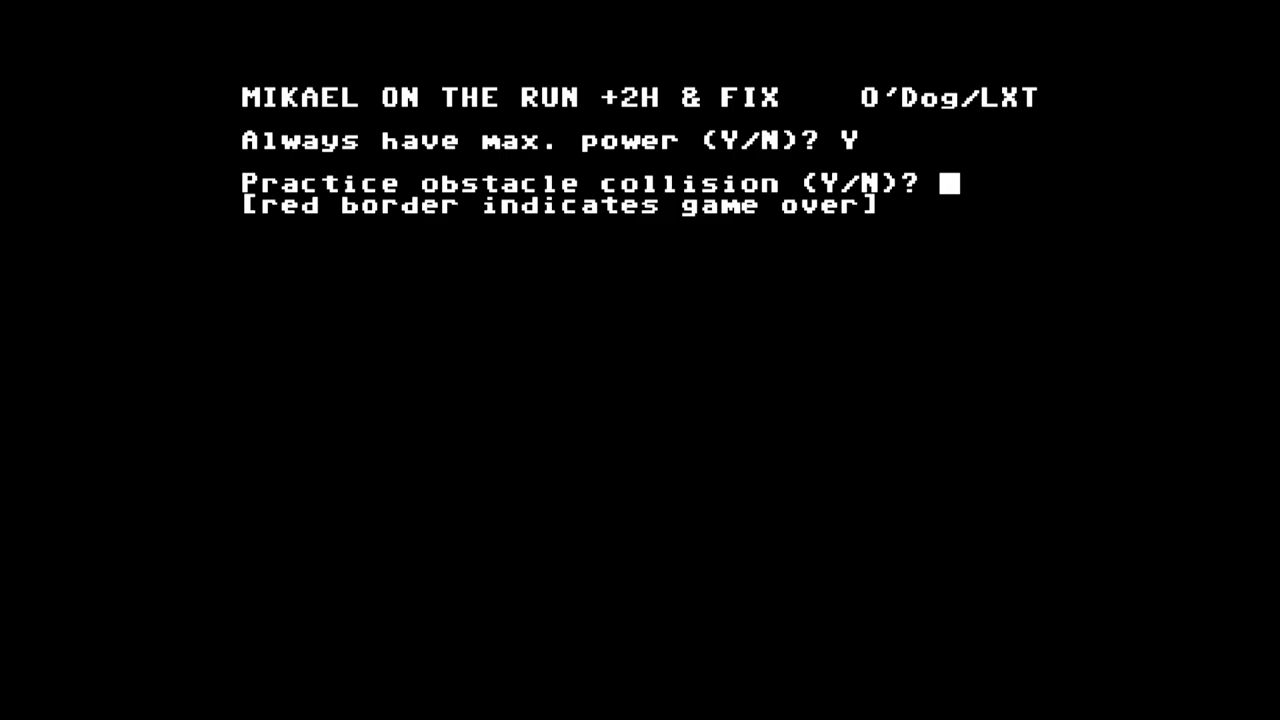 MIKAEL ON THE RUN +2H & FIX    O'Dog/LXT
Always have max. power (Y/N)? Y
Practice obstacle collision (Y/N)?
[red border indicates game over]